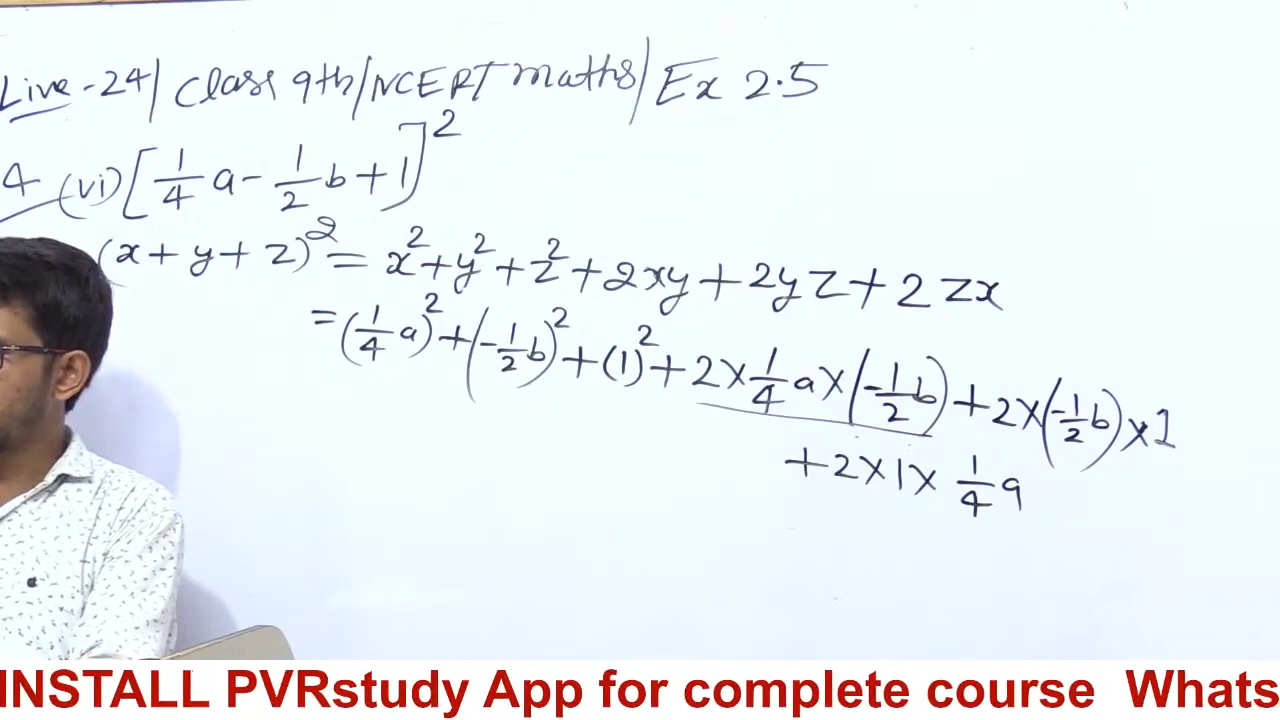 Live-24/ Class 9th/NCERT maths/ Ex 2.5
4 (vi) [1/4 a - 1/2 b + 1]²
(x + y + z)² = x² + y² + z² + 2xy + 2yz + 2zx
= (1/4 a)² + (-1/2 b)² + (1)² + 2 × 1/4 a × (-1/2 b) + 2 × (-1/2 b) × 1
+ 2 × 1 × 1/4 a
INSTALL PVRstudy App for complete course Whats